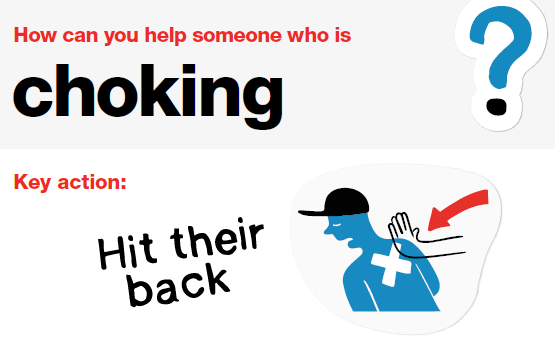 How can you help someone who is
choking
?
Key action:
Hit their
back